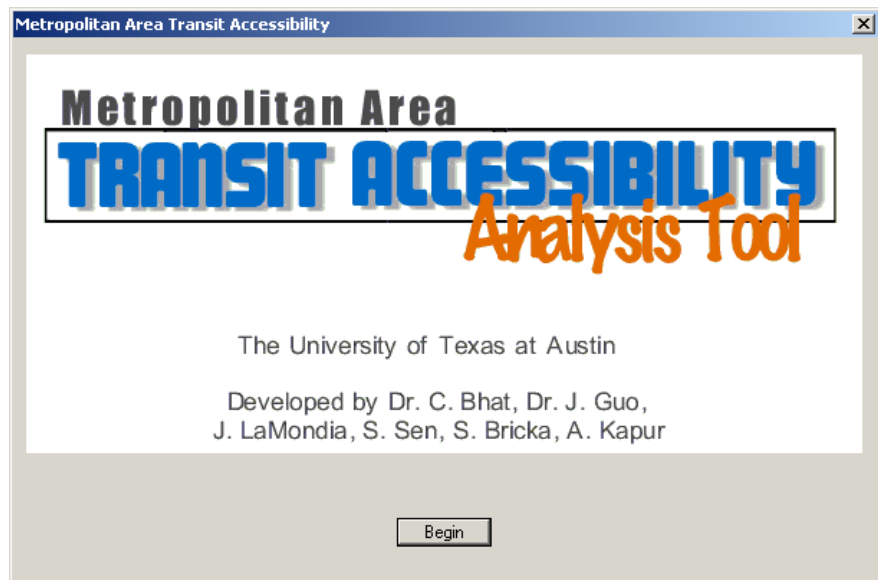 Metropolitan Area Transit Accessibility
Metropolitan Area
TRANSIT ACCESSIBILITY
Analysis Tool
The University of Texas at Austin
Developed by Dr. C. Bhat, Dr. J. Guo,
J. LaMondia, S. Sen, S. Bricka, A. Kapur
Begin